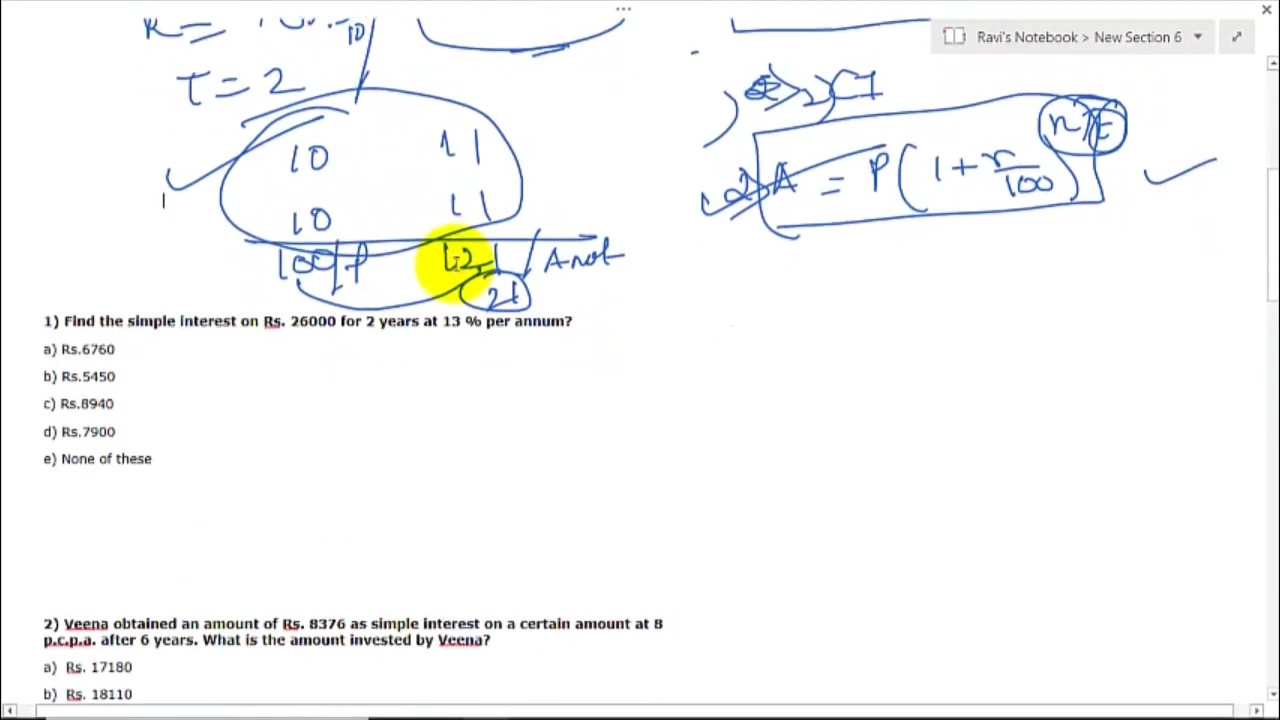 Ravi's Notebook > New Section 6
T = 2
10 11
10 11
100 P 121 Amt
21
CI
2) A = P(1 + r/100)
n t
1) Find the simple interest on Rs. 26000 for 2 years at 13 % per annum?
a) Rs.6760
b) Rs.5450
c) Rs.8940
d) Rs.7900
e) None of these
2) Veena obtained an amount of Rs. 8376 as simple interest on a certain amount at 8
p.c.p.a. after 6 years. What is the amount invested by Veena?
a) Rs. 17180
b) Rs. 18110